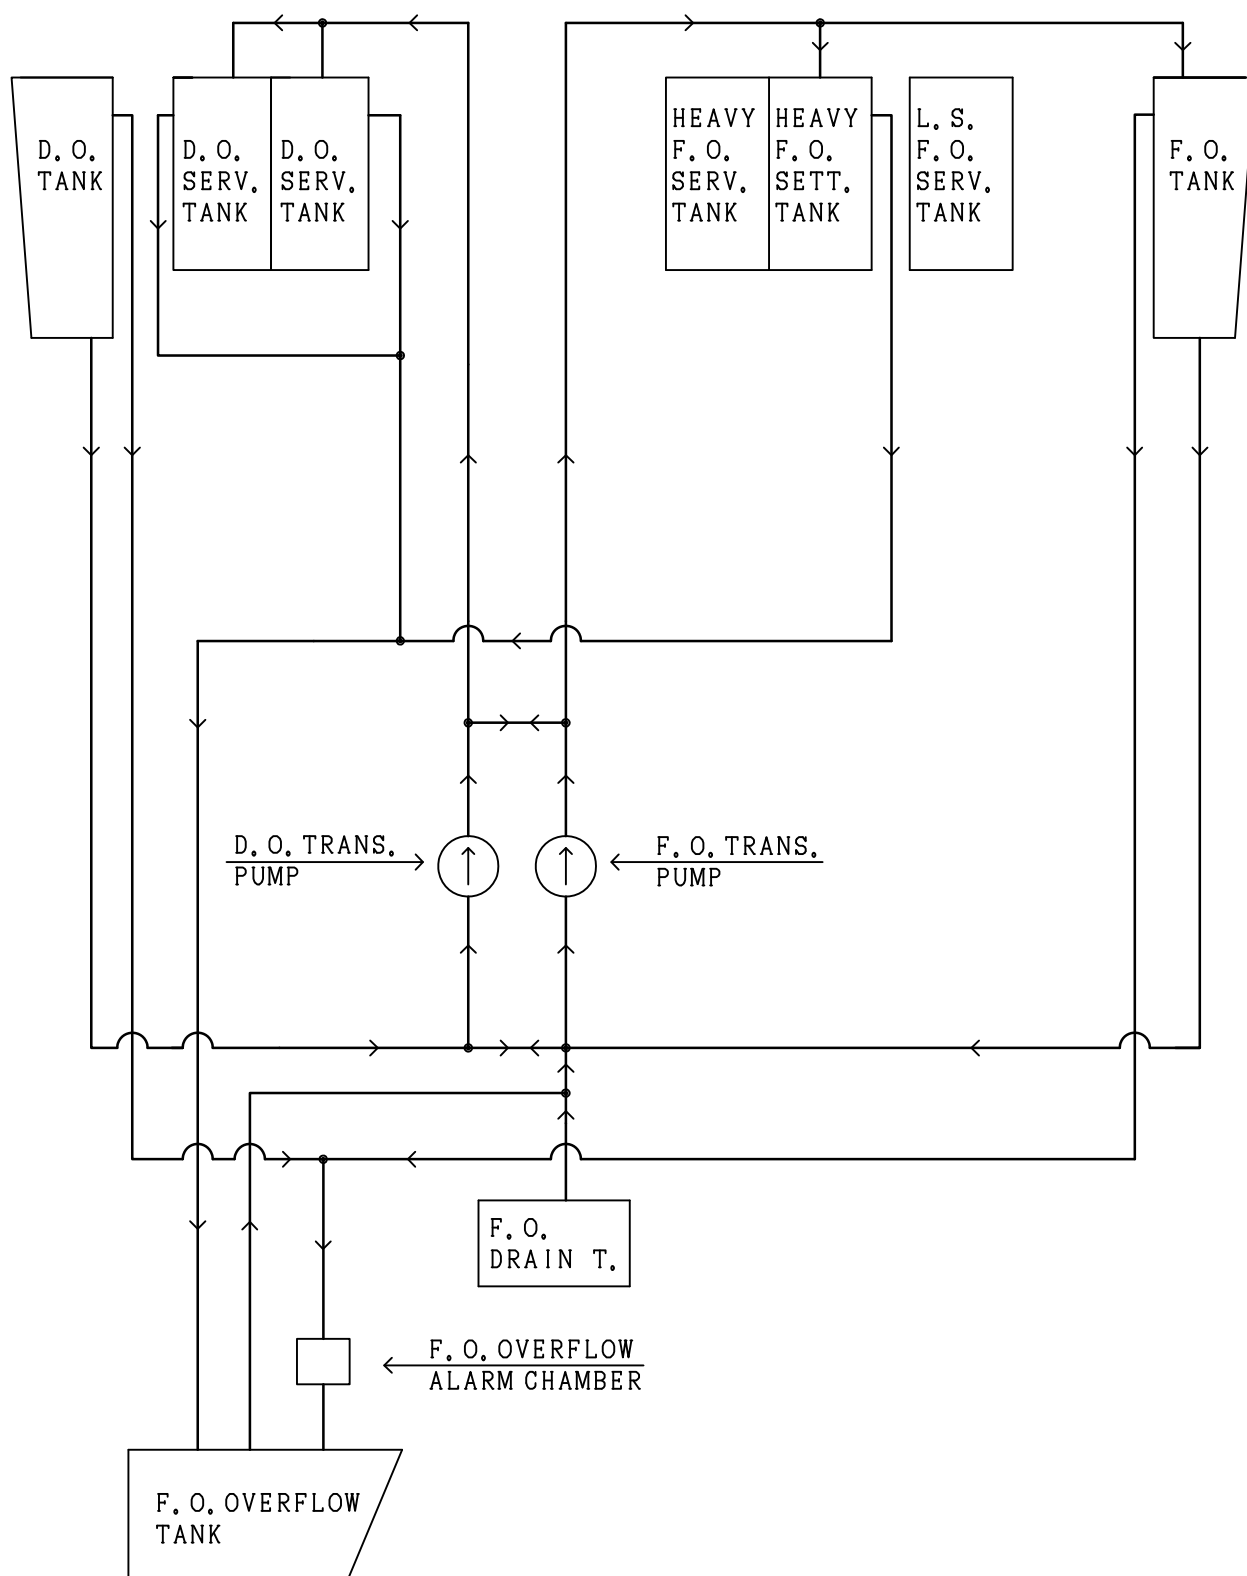 D. O.
TANK
D. O.
SERV.
TANK
D. O.
SERV.
TANK
HEAVY
F. O.
SERV.
TANK
HEAVY
F. O.
SETT.
TANK
L. S.
F. O.
SERV.
TANK
F. O.
TANK
D. O. TRANS.
PUMP
F. O. TRANS.
PUMP
F. O.
DRAIN T.
F. O. OVERFLOW
ALARM CHAMBER
F. O. OVERFLOW
TANK